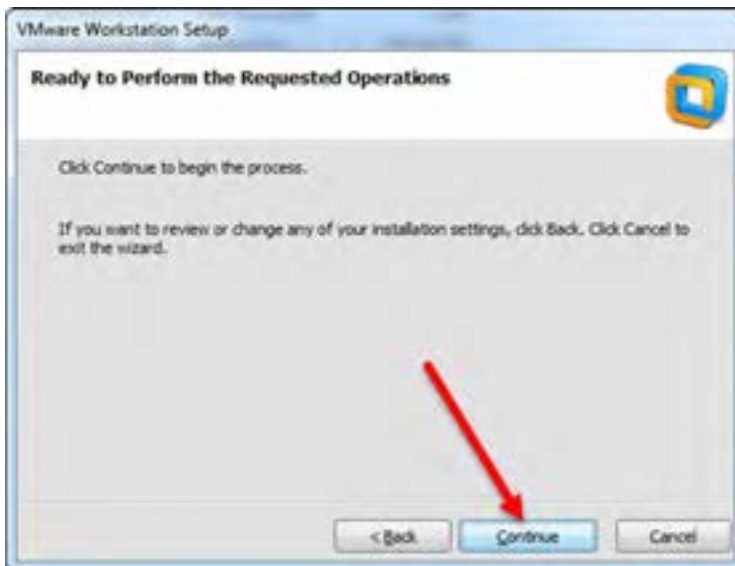 VMware Workstation Setup
Ready to Perform the Requested Operations
Click Continue to begin the process.
If you want to review or change any of your installation settings, click Back. Click Cancel to
exit the wizard.
< Back
Continue
Cancel